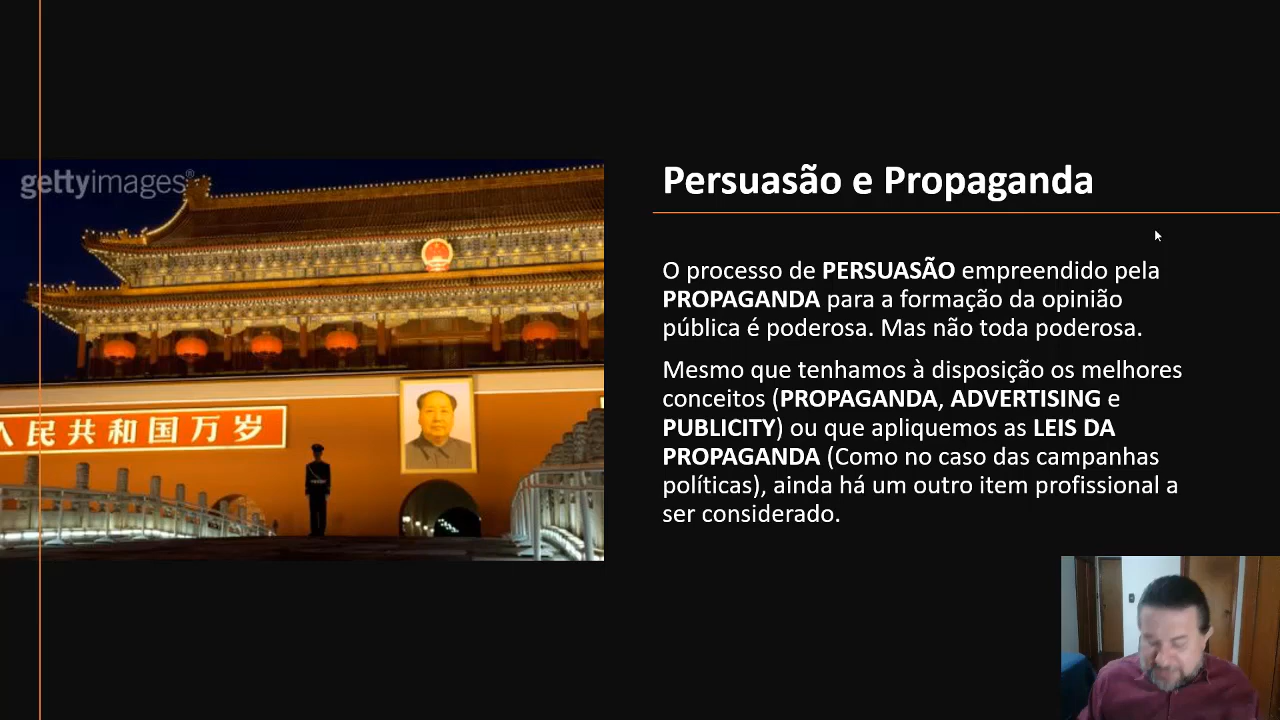 gettyimages®
人民共和国万岁
Persuasão e Propaganda
O processo de PERSUASÃO empreendido pela
PROPAGANDA para a formação da opinião
pública é poderosa. Mas não toda poderosa.
Mesmo que tenhamos à disposição os melhores
conceitos (PROPAGANDA, ADVERTISING e
PUBLICITY) ou que apliquemos as LEIS DA
PROPAGANDA (Como no caso das campanhas
políticas), ainda há um outro item profissional a
ser considerado.